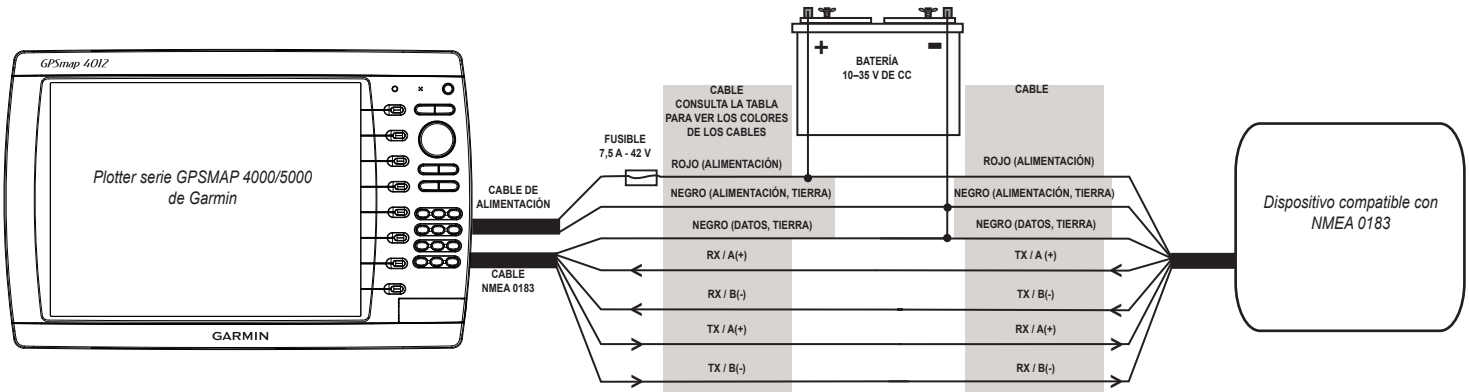 GPSmap 4012
Plotter serie GPSMAP 4000/5000
de Garmin
GARMIN
CABLE DE
ALIMENTACIÓN
CABLE
NMEA 0183
FUSIBLE
7,5 A - 42 V
CABLE
CONSULTA LA TABLA
PARA VER LOS COLORES
DE LOS CABLES
ROJO (ALIMENTACIÓN)
NEGRO (ALIMENTACIÓN, TIERRA)
NEGRO (DATOS, TIERRA)
RX / A(+)
RX / B(-)
TX / A(+)
TX / B(-)
+ -
BATERÍA
10–35 V DE CC
CABLE
ROJO (ALIMENTACIÓN)
NEGRO (ALIMENTACIÓN, TIERRA)
NEGRO (DATOS, TIERRA)
TX / A (+)
TX / B(-)
RX / A(+)
RX / B(-)
Dispositivo compatible con
NMEA 0183